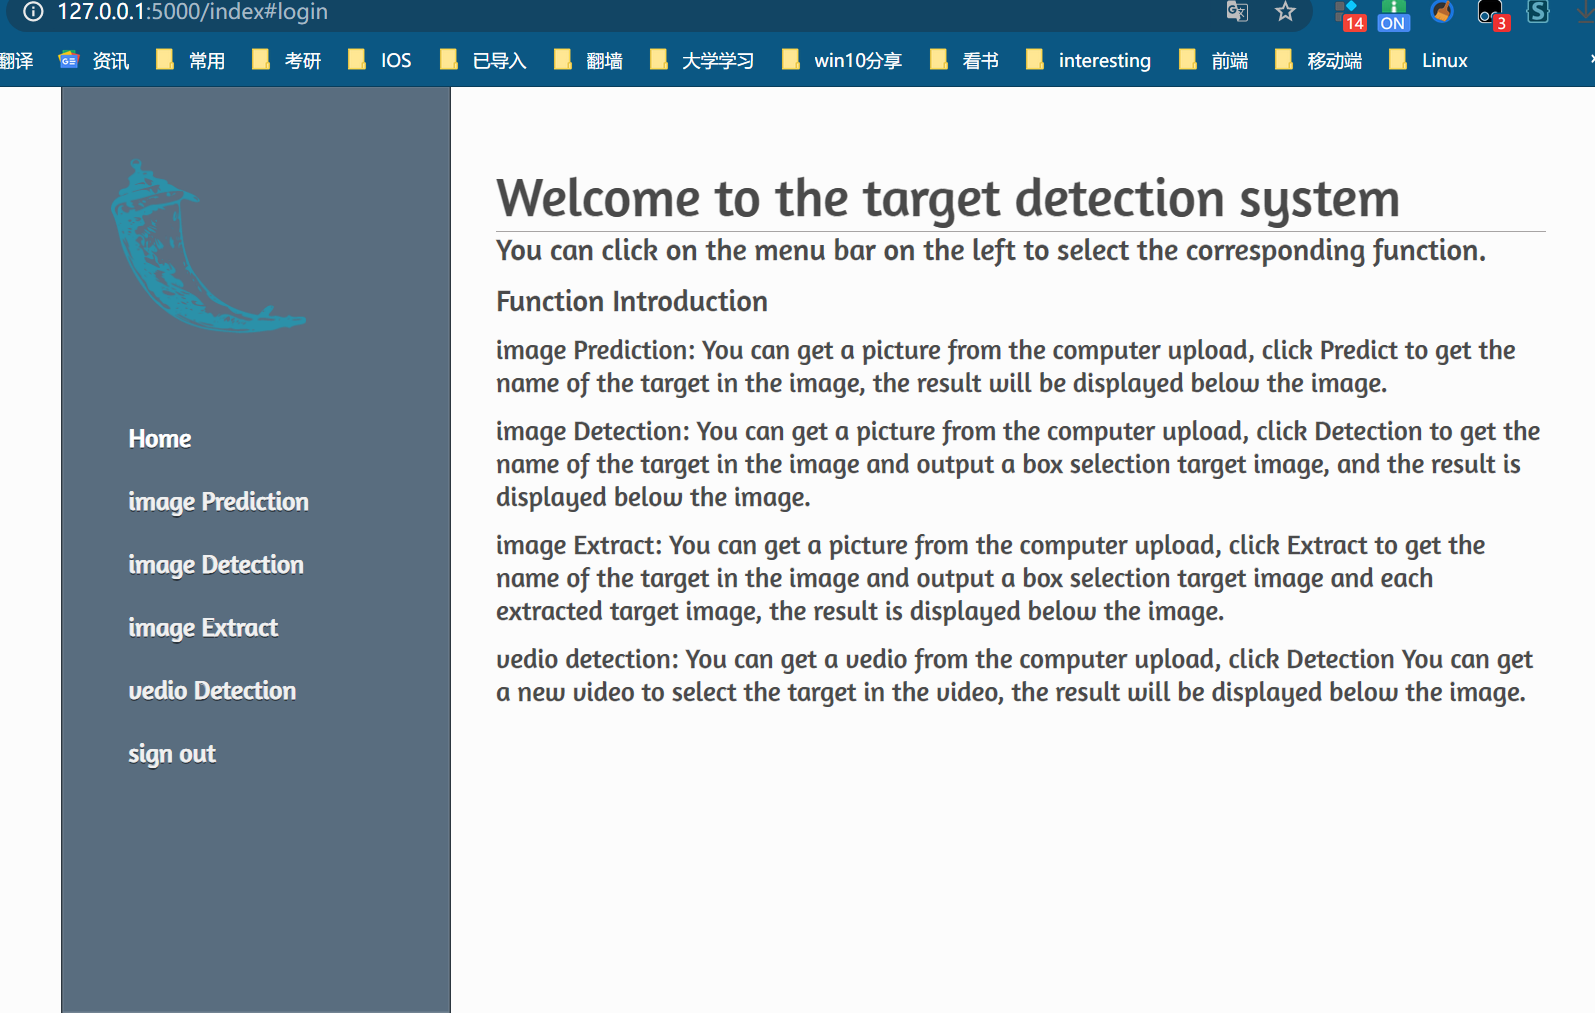 127.0.0.1:5000/index#login
14 ON 3 S
翻译 资讯 常用 考研 IOS 已导入 翻墙 大学学习 win10分享 看书 interesting 前端 移动端 Linux
Welcome to the target detection system
You can click on the menu bar on the left to select the corresponding function.
Function Introduction
image Prediction: You can get a picture from the computer upload, click Predict to get the
name of the target in the image, the result will be displayed below the image.
image Detection: You can get a picture from the computer upload, click Detection to get the
name of the target in the image and output a box selection target image, and the result is
displayed below the image.
image Extract: You can get a picture from the computer upload, click Extract to get the
name of the target in the image and output a box selection target image and each
extracted target image, the result is displayed below the image.
vedio detection: You can get a vedio from the computer upload, click Detection You can get
a new video to select the target in the video, the result will be displayed below the image.
Home
image Prediction
image Detection
image Extract
vedio Detection
sign out